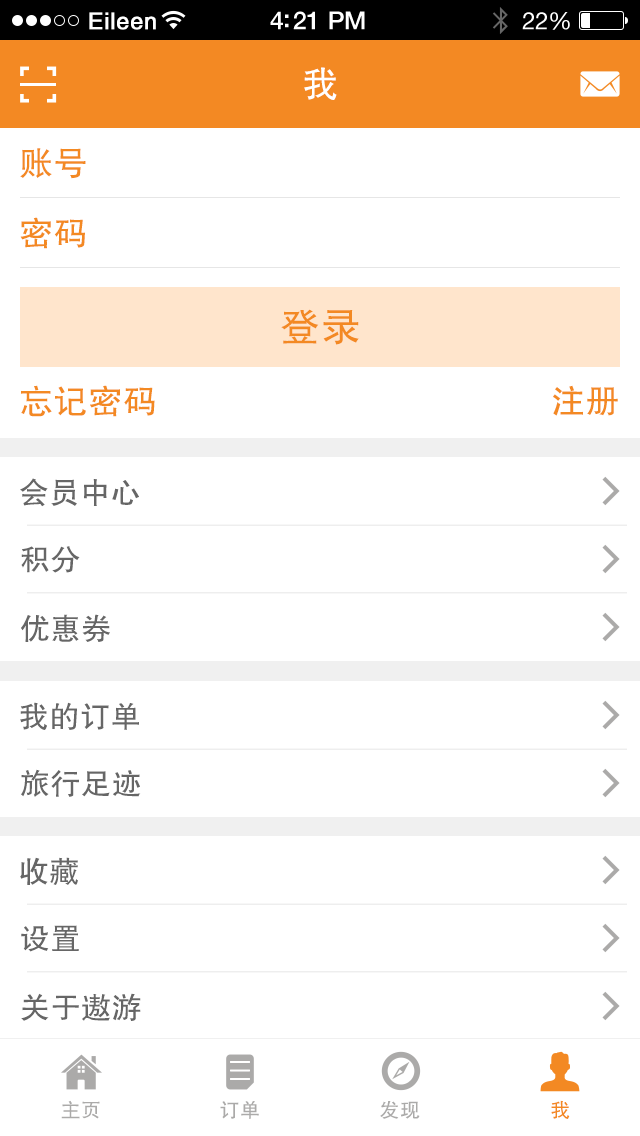 Eileen 4:21 PM 22%
我
账号
密码
登录
忘记密码 注册
会员中心
积分
优惠券
我的订单
旅行足迹
收藏
设置
关于遨游
主页 订单 发现 我